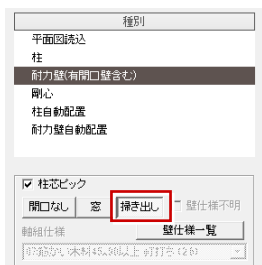 種別
平面図読込
柱
耐力壁(有開口壁含む)
剛心
柱自動配置
耐力壁自動配置
柱芯ピック
開口なし 窓 掃き出し 壁仕様不明
軸組仕様 壁仕様一覧